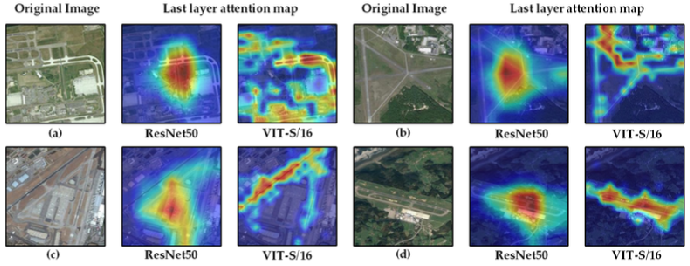 Original Image Last layer attention map Original Image Last layer attention map
(a) ResNet50 VIT-S/16 (b) ResNet50 VIT-S/16
(c) ResNet50 VIT-S/16 (d) ResNet50 VIT-S/16